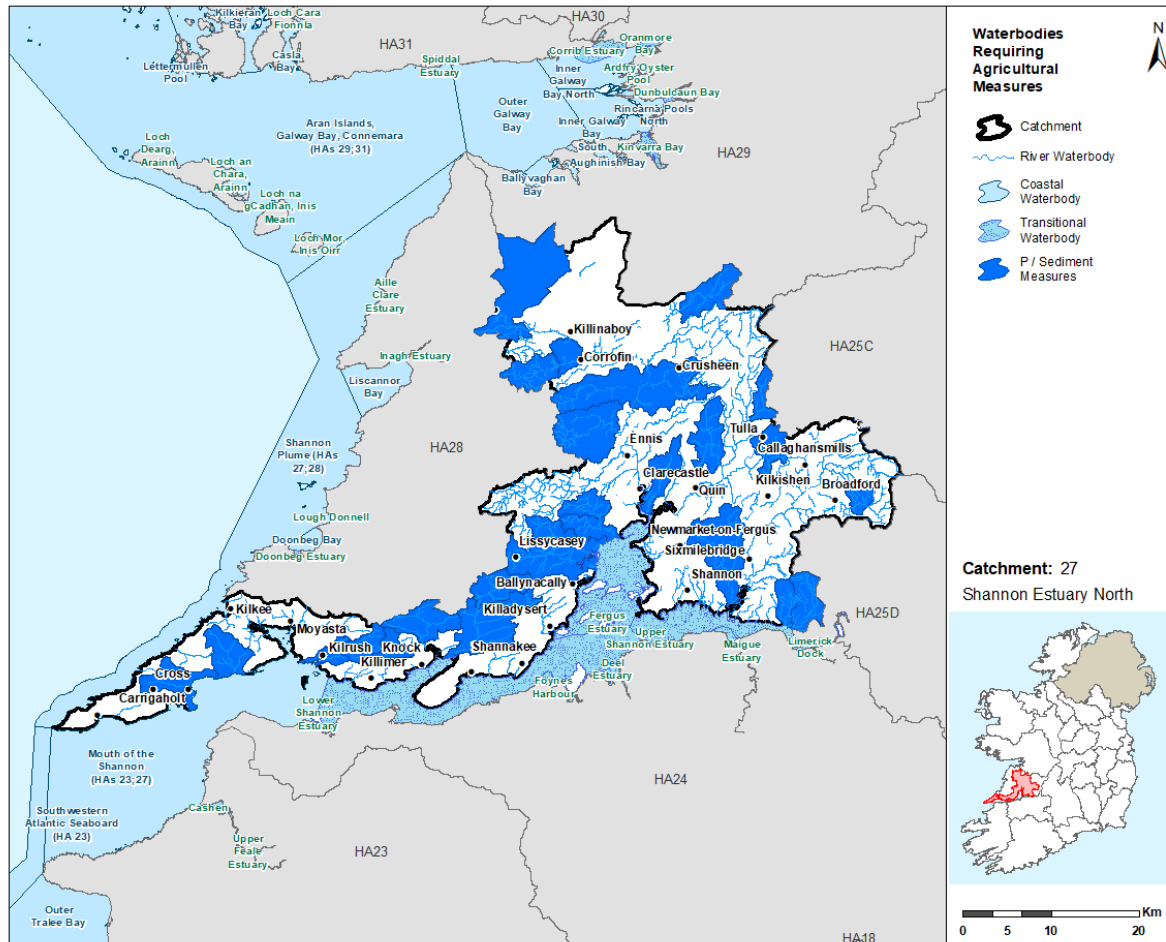 HA30
Kilkieran
Bay
Loch Cara
Fionnla
HA31
Casla
Bay
Léttermullen
Pool
Spiddal
Estuary
Corrib Estuary
Oranmore
Bay
Inner
Galway
Bay North
Ardfry Oyster
Pool
Dunbulcaun Bay
Outer
Galway
Bay
Rincarna Pools
North
Inner Galway
Bay
South
Kinvarra Bay
Aughinish Bay
Ballyvaghan
Bay
HA29
Aran Islands,
Galway Bay, Connemara
(HAs 29;31)
Loch
Dearg,
Arainn
Loch an
Chara,
Arainn
Loch na
gCadhan, Inis
Meain
Loch Mor
Inis Oirr
Aille
Clare
Estuary
Inagh Estuary
Liscannor
Bay
Killinaboy
Corrofin
Crusheen
HA25C
HA28
Shannon
Plume (HAs
27;28)
Ennis
Tulla
Callaghansmills
Clarecastle
Quin
Kilkishen
Broadford
Lough Donnell
Doonbeg Bay
Doonbeg Estuary
Lissycasey
Newmarket-on-Fergus
Sixmilebridge
Shannon
Ballynacally
Killadysert
Kilkee
Moyasta
Kilrush
Knock
Killimer
Shannakee
Fergus
Estuary
Upper
Shannon Estuary
Deel
Estuary
Foynes
Harbour
Maigue
Estuary
Limerick
Dock
HA25D
Cross
Carrigaholt
Lower
Shannon
Estuary
Mouth of the
Shannon
(HAs 23;27)
HA24
Southwestern
Atlantic Seaboard
(HA 23)
Cashen
Upper
Feale
Estuary
HA23
Outer
Tralee Bay
HA18
Waterbodies
Requiring
Agricultural
Measures
N
Catchment
River Waterbody
Coastal
Waterbody
Transitional
Waterbody
P / Sediment
Measures
Catchment: 27
Shannon Estuary North
Km
0 5 10 20